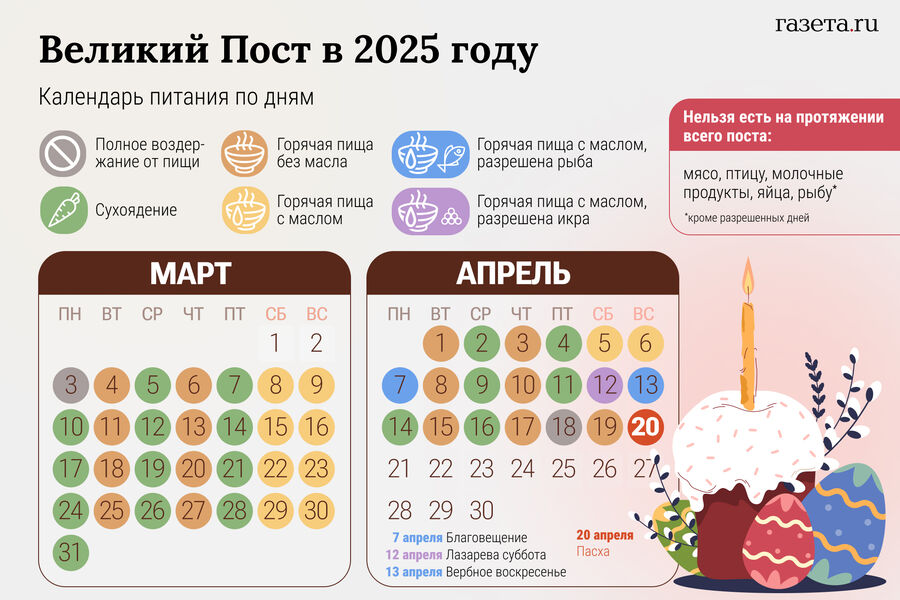 газета.ru
Великий Пост в 2025 году
Календарь питания по дням
Полное воздер-
жание от пищи
Горячая пища
без масла
Горячая пища с маслом,
разрешена рыба
Сухоядение
Горячая пища
с маслом
Горячая пища с маслом,
разрешена икра
Нельзя есть на протяжении
всего поста:
мясо, птицу, молочные
продукты, яйца, рыбу*
*кроме разрешенных дней
МАРТ
ПН ВТ СР ЧТ ПТ СБ ВС
1 2
3 4 5 6 7 8 9
10 11 12 13 14 15 16
17 18 19 20 21 22 23
24 25 26 27 28 29 30
31
АПРЕЛЬ
ПН ВТ СР ЧТ ПТ СБ ВС
1 2 3 4 5 6
7 8 9 10 11 12 13
14 15 16 17 18 19 20
21 22 23 24 25 26 27
28 29 30
7 апреля Благовещение
12 апреля Лазарева суббота
13 апреля Вербное воскресенье
20 апреля
Пасха